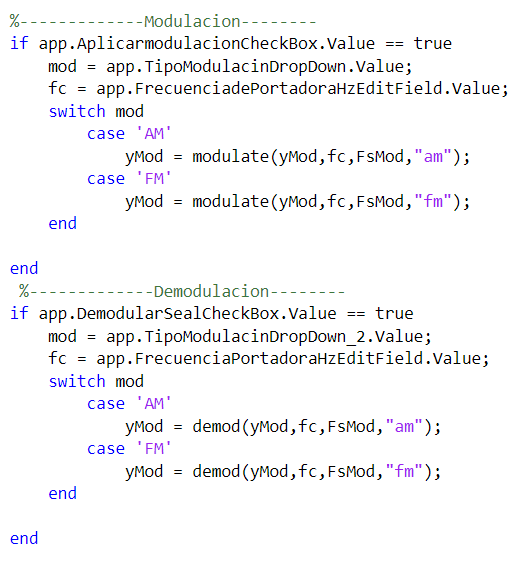 %-------------Modulacion--------
if app.AplicarmodulacionCheckBox.Value == true
    mod = app.TipoModulacinDropDown.Value;
    fc = app.FrecuenciadePortadoraHzEditField.Value;
    switch mod
        case 'AM'
            yMod = modulate(yMod,fc,FsMod,"am");
        case 'FM'
            yMod = modulate(yMod,fc,FsMod,"fm");
    end
end
 %-------------Demodulacion--------
if app.DemodularSealCheckBox.Value == true
    mod = app.TipoModulacinDropDown_2.Value;
    fc = app.FrecuenciaPortadoraHzEditField.Value;
    switch mod
        case 'AM'
            yMod = demod(yMod,fc,FsMod,"am");
        case 'FM'
            yMod = demod(yMod,fc,FsMod,"fm");
    end
end